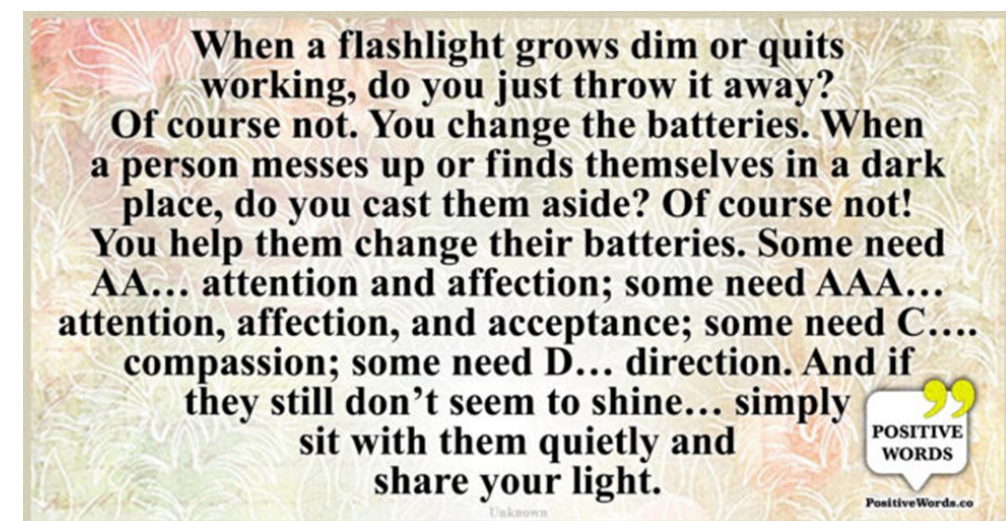 When a flashlight grows dim or quits
working, do you just throw it away?
Of course not. You change the batteries. When
a person messes up or finds themselves in a dark
place, do you cast them aside? Of course not!
You help them change their batteries. Some need
AA… attention and affection; some need AAA…
attention, affection, and acceptance; some need C….
compassion; some need D… direction. And if
they still don’t seem to shine… simply
sit with them quietly and
share your light.
Unknown
POSITIVE
WORDS
PositiveWords.co